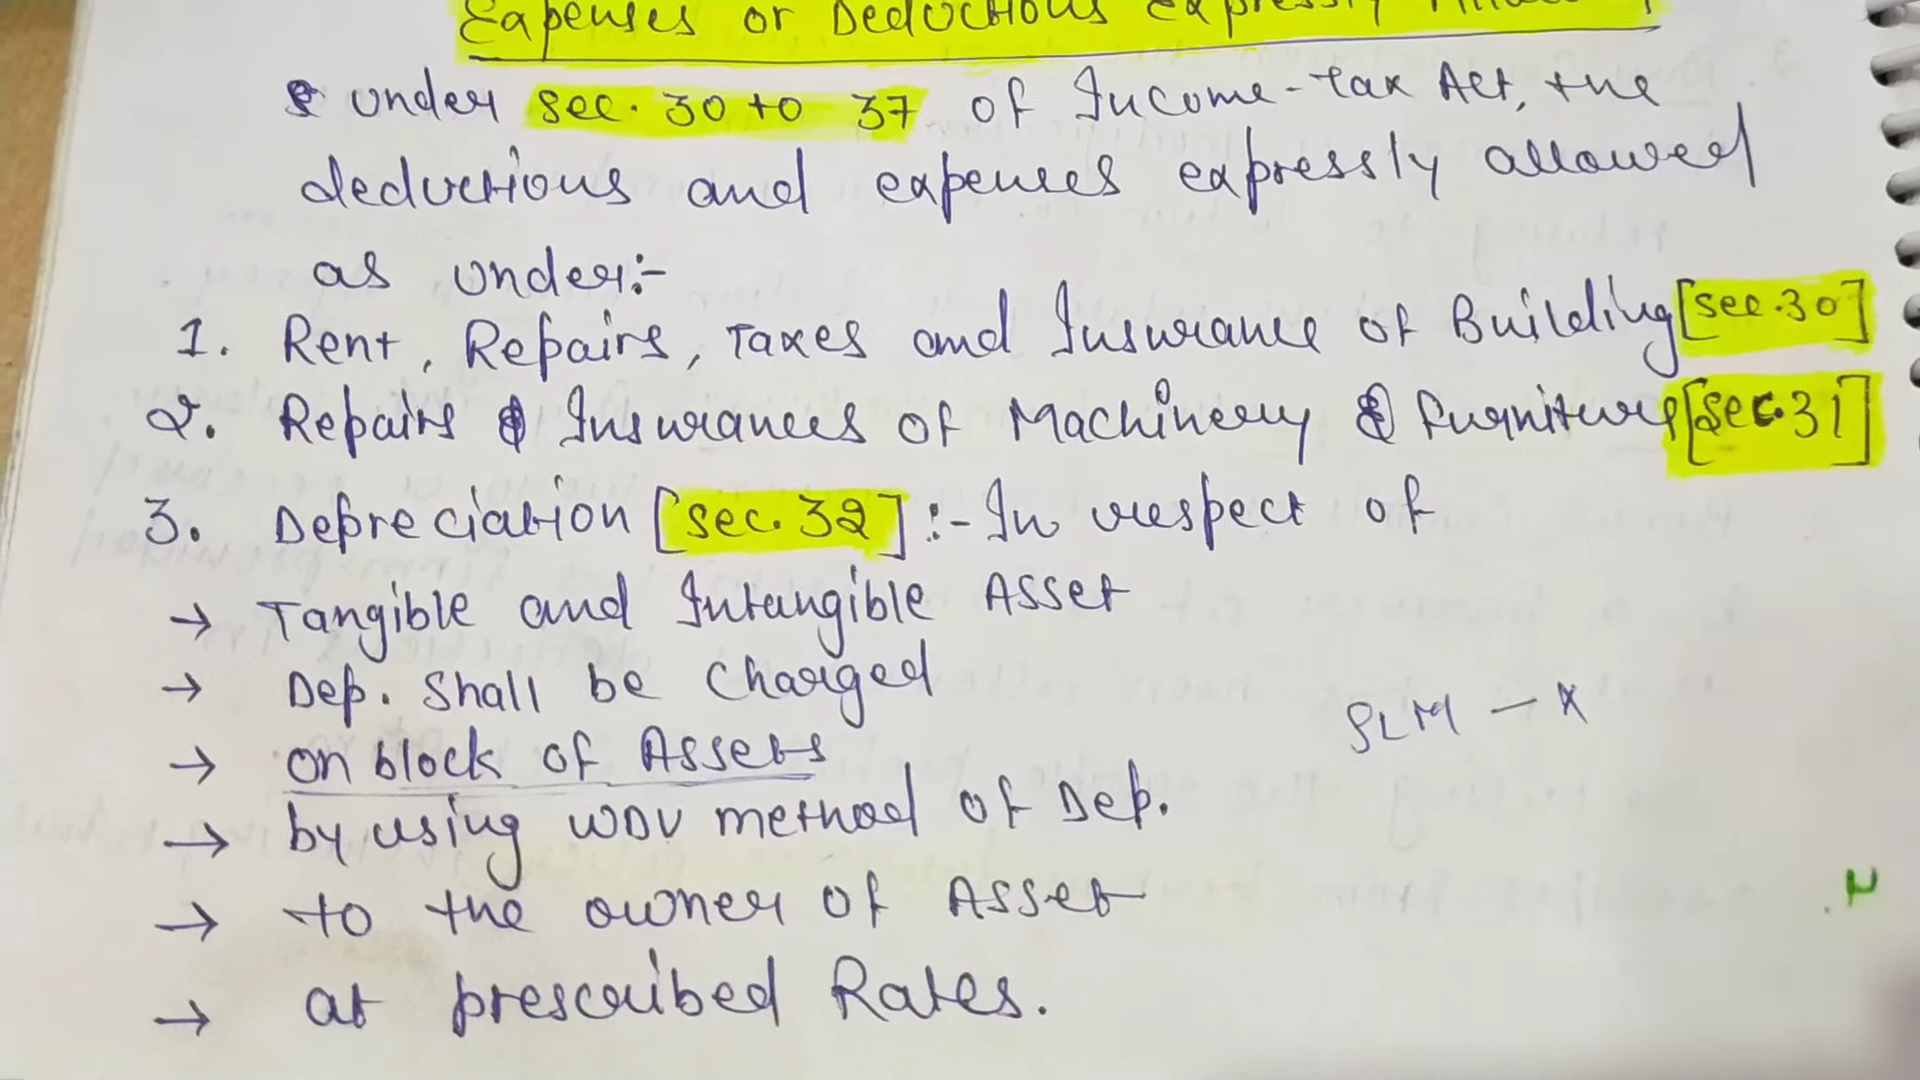 Expenses or Deductions expressly
under sec. 30 to 37 of Income-tax Act, the
deductions and expenses expressly allowed
as under:-
1. Rent, Repairs, Taxes and Insurance of Building [sec.30]
2. Repairs & Insurances of Machinery & furniture [sec.31]
3. Depreciation [sec. 32] :- In respect of
→ Tangible and Intangible Asset
→ Dep. Shall be charged
→ on block of Assets
SLM - X
→ by using WDV method of Dep.
→ to the owner of Asset
→ at prescribed Rates.